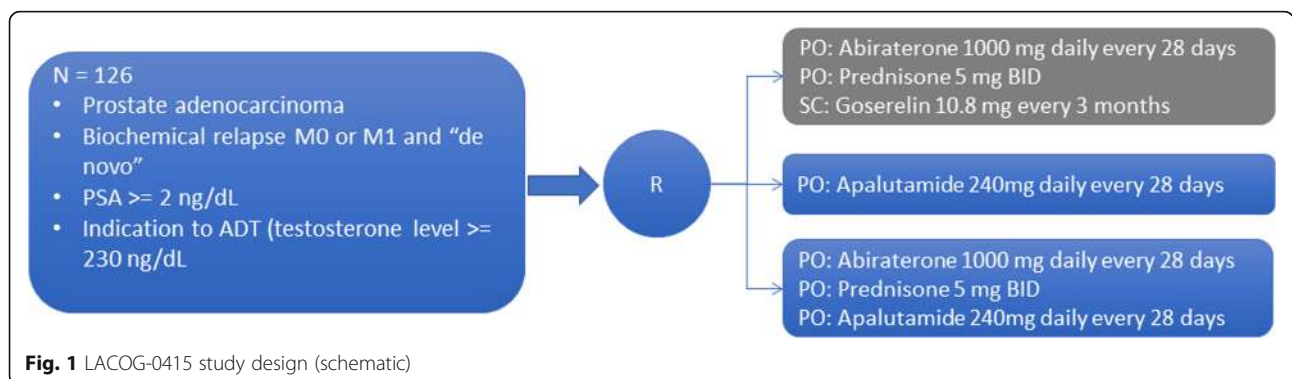 N = 126
• Prostate adenocarcinoma
• Biochemical relapse M0 or M1 and “de
novo”
• PSA >= 2 ng/dL
• Indication to ADT (testosterone level >=
230 ng/dL
R
PO: Abiraterone 1000 mg daily every 28 days
PO: Prednisone 5 mg BID
SC: Goserelin 10.8 mg every 3 months
PO: Apalutamide 240mg daily every 28 days
PO: Abiraterone 1000 mg daily every 28 days
PO: Prednisone 5 mg BID
PO: Apalutamide 240mg daily every 28 days
Fig. 1 LACOG-0415 study design (schematic)